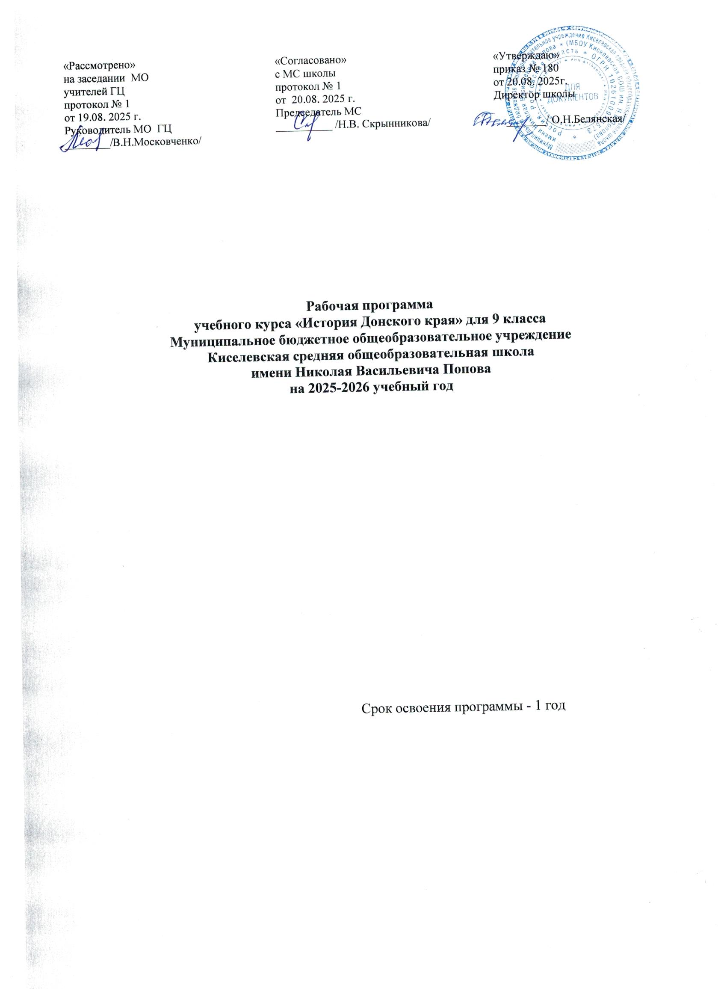 «Рассмотрено»
на заседании  МО
учителей ГЦ
протокол № 1
от 19.08. 2025 г.
Руководитель МО  ГЦ
________/В.Н.Московченко/
«Согласовано»
с МС школы
протокол № 1
от  20.08. 2025 г.
Председатель МС
__________ /Н.В. Скрынникова/
«Утверждаю»
приказ № 180
от 20.08. 2025г.
Директор школы
_______/ О.Н.Белянская/
ДЛЯ
ДОКУМЕНТОВ
Рабочая программа
учебного курса «История Донского края» для 9 класса
Муниципальное бюджетное общеобразовательное учреждение
Киселевская средняя общеобразовательная школа
имени Николая Васильевича Попова
на 2025-2026 учебный год
Срок освоения программы - 1 год